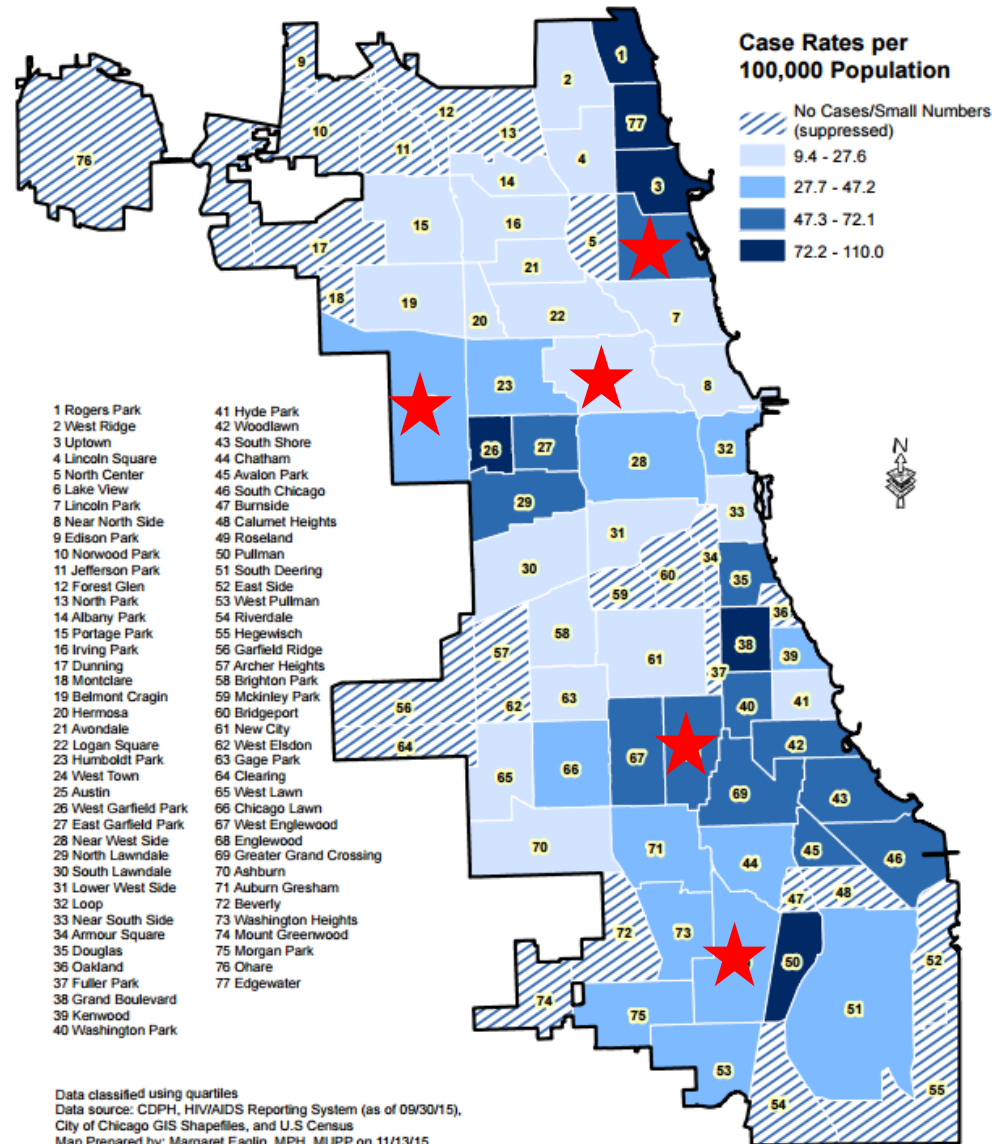 Case Rates per
100,000 Population
No Cases/Small Numbers
(suppressed)
9.4 - 27.6
27.7 - 47.2
47.3 - 72.1
72.2 - 110.0
1
2
9
77
12
10
13
11
4
76
3
14
15
16
5
17
21
18
19
20
22
7
23
8
26
27
28
32
N
29
33
31
34
30
60
35
59
36
58
38
57
61
39
37
63
41
56
62
40
64
42
67
65
66
69
43
70
71
44
45
46
48
47
72
73
52
50
74
75
51
53
54
55
1 Rogers Park
2 West Ridge
3 Uptown
4 Lincoln Square
5 North Center
6 Lake View
7 Lincoln Park
8 Near North Side
9 Edison Park
10 Norwood Park
11 Jefferson Park
12 Forest Glen
13 North Park
14 Albany Park
15 Portage Park
16 Irving Park
17 Dunning
18 Montclare
19 Belmont Cragin
20 Hermosa
21 Avondale
22 Logan Square
23 Humboldt Park
24 West Town
25 Austin
26 West Garfield Park
27 East Garfield Park
28 Near West Side
29 North Lawndale
30 South Lawndale
31 Lower West Side
32 Loop
33 Near South Side
34 Armour Square
35 Douglas
36 Oakland
37 Fuller Park
38 Grand Boulevard
39 Kenwood
40 Washington Park
41 Hyde Park
42 Woodlawn
43 South Shore
44 Chatham
45 Avalon Park
46 South Chicago
47 Burnside
48 Calumet Heights
49 Roseland
50 Pullman
51 South Deering
52 East Side
53 West Pullman
54 Riverdale
55 Hegewisch
56 Garfield Ridge
57 Archer Heights
58 Brighton Park
59 Mckinley Park
60 Bridgeport
61 New City
62 West Elsdon
63 Gage Park
64 Clearing
65 West Lawn
66 Chicago Lawn
67 West Englewood
68 Englewood
69 Greater Grand Crossing
70 Ashburn
71 Auburn Gresham
72 Beverly
73 Washington Heights
74 Mount Greenwood
75 Morgan Park
76 Ohare
77 Edgewater
Data classified using quartiles
Data source: CDPH, HIV/AIDS Reporting System (as of 09/30/15),
City of Chicago GIS Shapefiles, and U.S Census
Map Prepared by: Margaret Eaglin, MPH, MUPP on 11/13/15